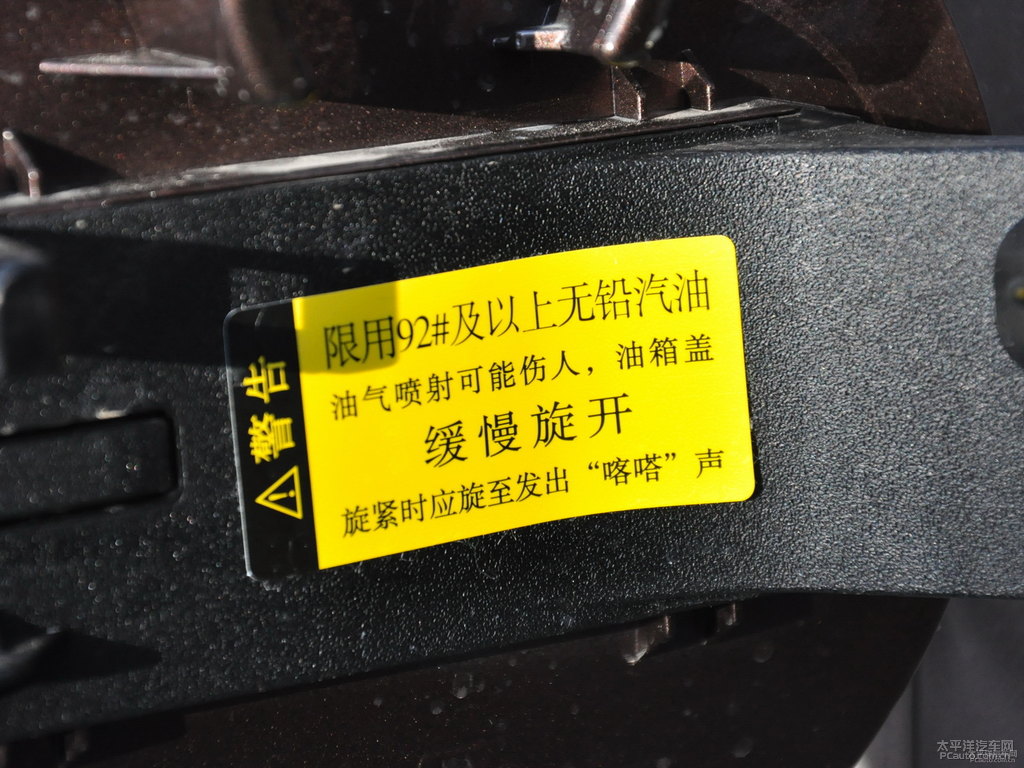 警告
限用92#及以上无铅汽油
油气喷射可能伤人，油箱盖
缓慢旋开
旋紧时应旋至发出“喀嗒”声
太平洋汽车网
PCauto.com.cn